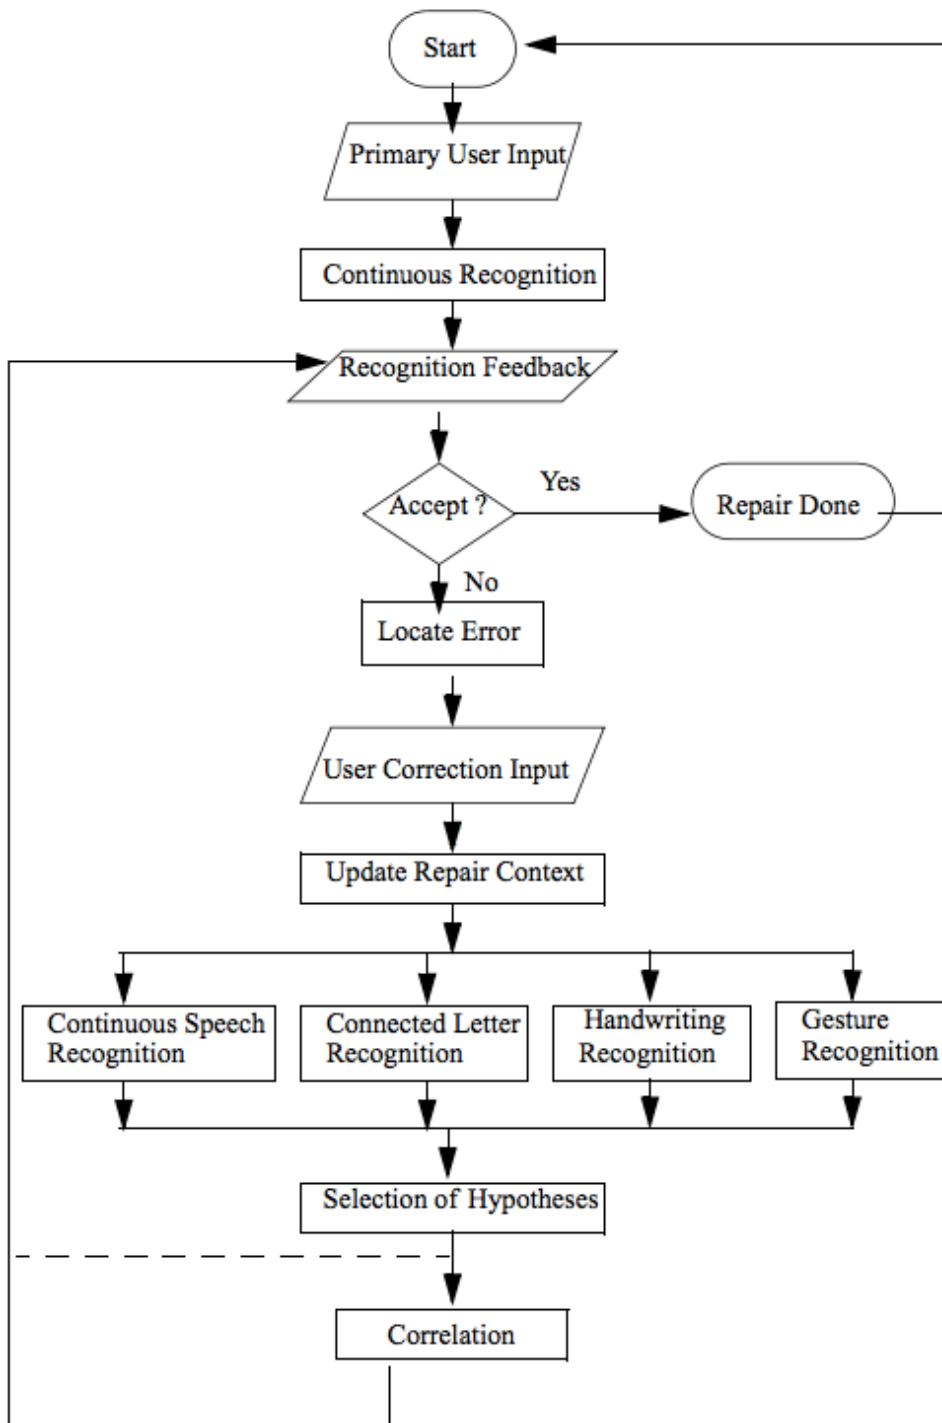 Start
Primary User Input
Continuous Recognition
Recognition Feedback
Accept ?
Yes
Repair Done
No
Locate Error
User Correction Input
Update Repair Context
Continuous Speech
Recognition
Connected Letter
Recognition
Handwriting
Recognition
Gesture
Recognition
Selection of Hypotheses
Correlation